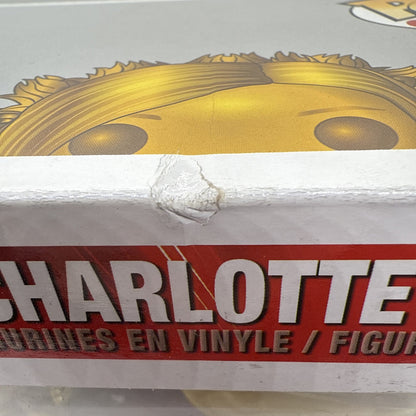 CHARLOTTE
FIGURINES EN VINYLE / FIGUR